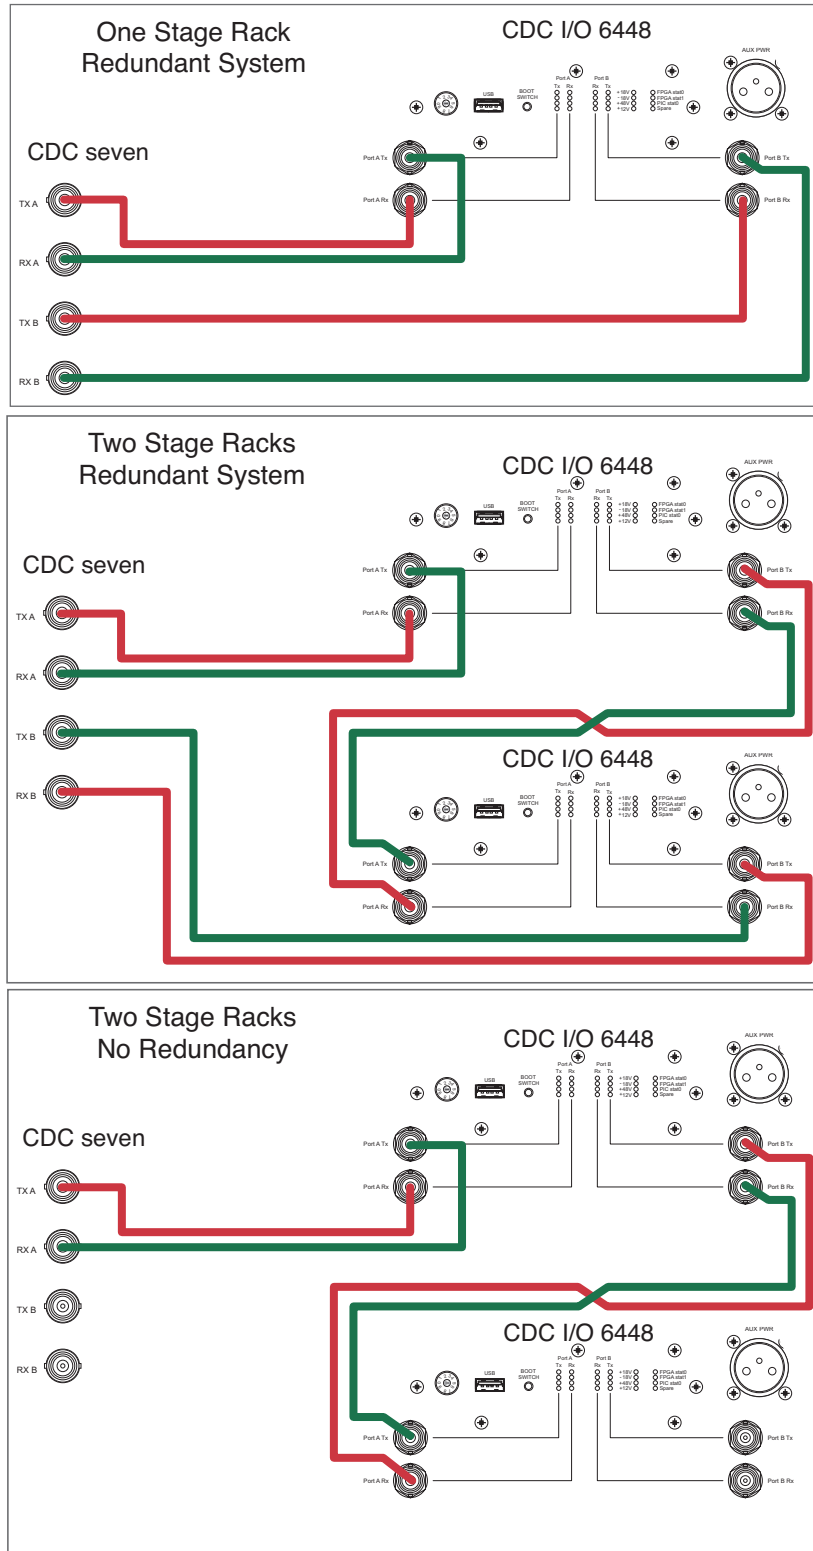 One Stage Rack
Redundant System
CDC I/O 6448
AUX PWR
USB
BOOT
SWITCH
Port A
Tx Rx
Port B
Rx Tx
+18V
-18V
+48V
+12V
FPGA stat0
FPGA stat1
PIC stat0
Spare
CDC seven
Port A Tx
Port B Tx
TX A
Port A Rx
Port B Rx
RX A
TX B
RX B
Two Stage Racks
Redundant System
CDC I/O 6448
AUX PWR
USB
BOOT
SWITCH
Port A
Tx Rx
Port B
Rx Tx
+18V
-18V
+48V
+12V
FPGA stat0
FPGA stat1
PIC stat0
Spare
CDC seven
Port A Tx
Port B Tx
TX A
Port A Rx
Port B Rx
RX A
TX B
RX B
CDC I/O 6448
AUX PWR
USB
BOOT
SWITCH
Port A
Tx Rx
Port B
Rx Tx
+18V
-18V
+48V
+12V
FPGA stat0
FPGA stat1
PIC stat0
Spare
Port A Tx
Port B Tx
Port A Rx
Port B Rx
Two Stage Racks
No Redundancy
CDC I/O 6448
AUX PWR
USB
BOOT
SWITCH
Port A
Tx Rx
Port B
Rx Tx
+18V
-18V
+48V
+12V
FPGA stat0
FPGA stat1
PIC stat0
Spare
CDC seven
Port A Tx
Port B Tx
TX A
Port A Rx
Port B Rx
RX A
TX B
RX B
CDC I/O 6448
AUX PWR
USB
BOOT
SWITCH
Port A
Tx Rx
Port B
Rx Tx
+18V
-18V
+48V
+12V
FPGA stat0
FPGA stat1
PIC stat0
Spare
Port A Tx
Port B Tx
Port A Rx
Port B Rx